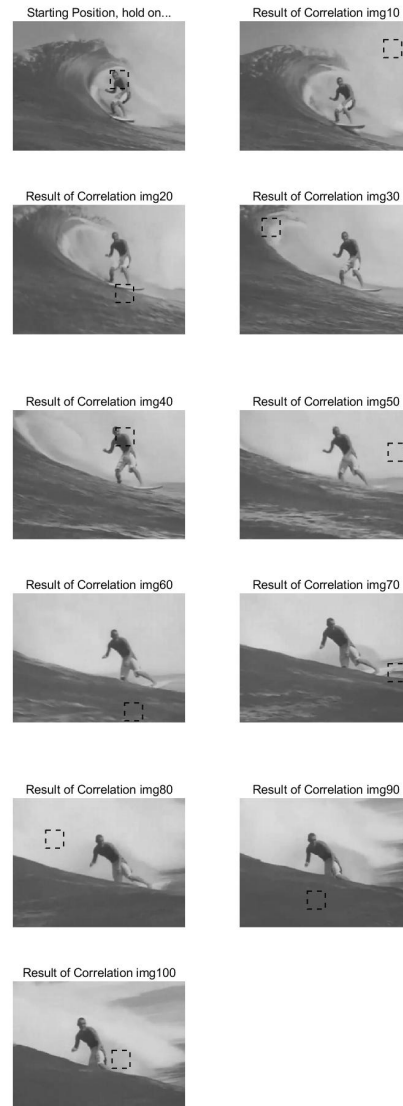 Starting Position, hold on...
Result of Correlation img10
Result of Correlation img20
Result of Correlation img30
Result of Correlation img40
Result of Correlation img50
Result of Correlation img60
Result of Correlation img70
Result of Correlation img80
Result of Correlation img90
Result of Correlation img100